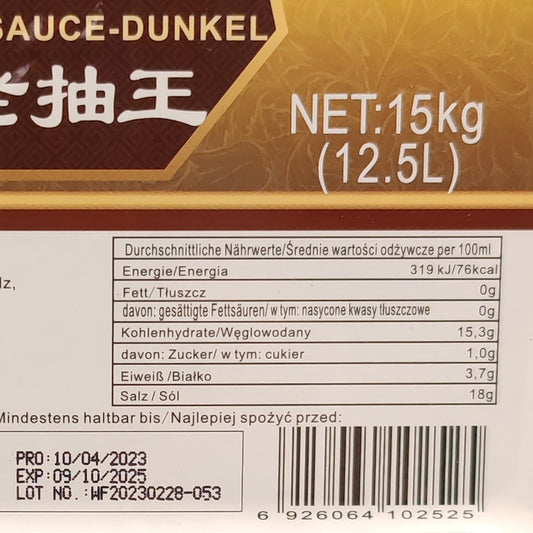 SAUCE-DUNKEL
老抽王
NET:15kg
(12.5L)
Durchschnittliche Nährwerte/Średnie wartości odżywcze per 100ml
Energie/Energia 319 kJ/76kcal
Fett/Tłuszcz 0g
davon: gesättigte Fettsäuren/ w tym: nasycone kwasy tłuszczowe 0g
Kohlenhydrate/Węglowodany 15,3g
davon: Zucker/ w tym: cukier 1,0g
Eiweiß/Białko 3,7g
Salz / Sól 18g
Mindestens haltbar bis/Najlepiej spożyć przed:
PRO:10/04/2023
EXP:09/10/2025
LOT NO.:WF20230228-053
6 926064 102525